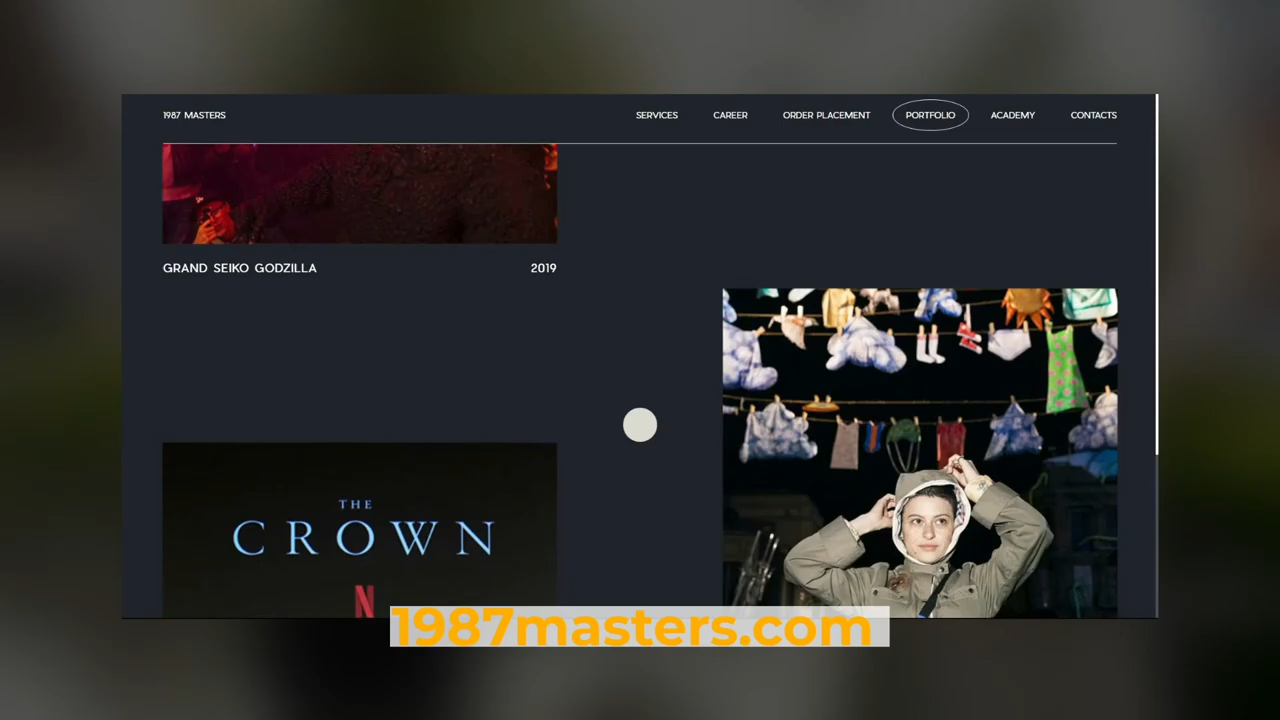 1987 MASTERS
SERVICES
CAREER
ORDER PLACEMENT
PORTFOLIO
ACADEMY
CONTACTS
GRAND SEIKO GODZILLA
2019
THE
CROWN
N
1987masters.com